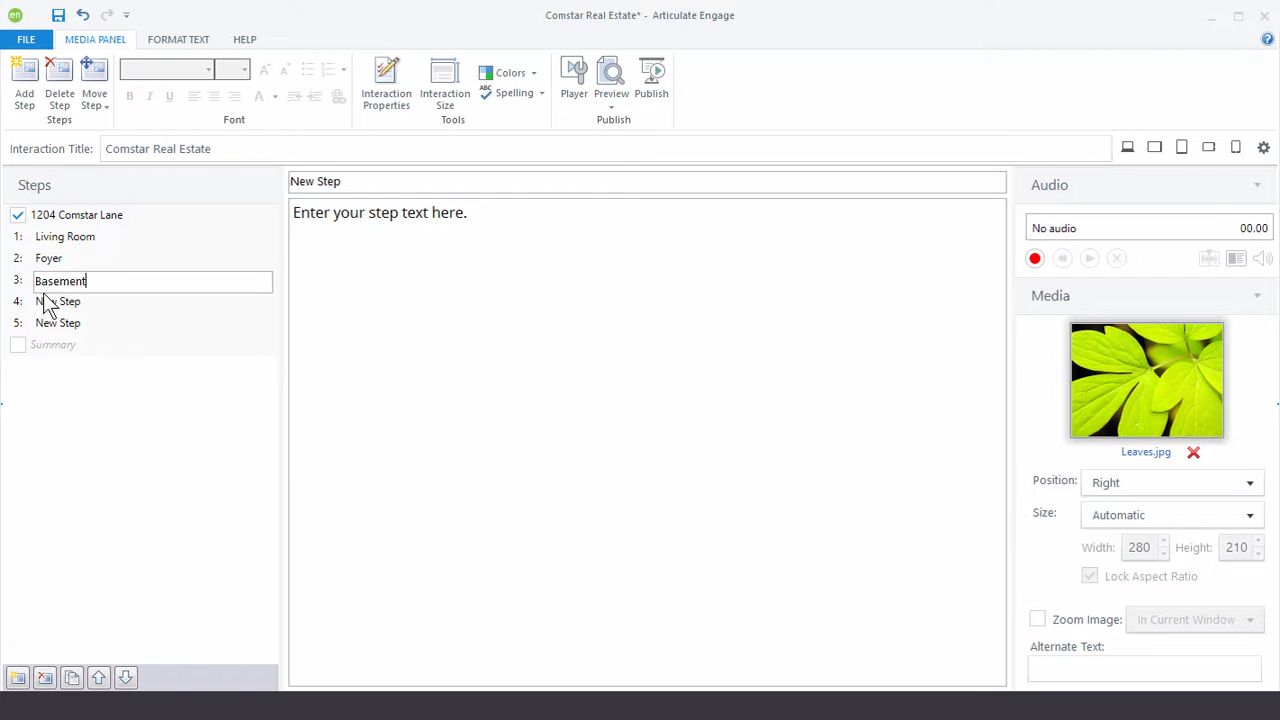 en
Comstar Real Estate* - Articulate Engage
FILE
MEDIA PANEL
FORMAT TEXT
HELP
Add Step
Delete Step
Move Step
Steps
B I U
A
A
A
Font
Interaction Properties
Interaction Size
Colors
ABC Spelling
Tools
Player
Preview
Publish
Publish
Interaction Title: Comstar Real Estate
Steps
1204 Comstar Lane
1: Living Room
2: Foyer
3: Basement
4: New Step
5: New Step
Summary
New Step
Enter your step text here.
Audio
No audio 00.00
Media
Leaves.jpg
Position: Right
Size: Automatic
Width: 280 Height: 210
Lock Aspect Ratio
Zoom Image: In Current Window
Alternate Text: